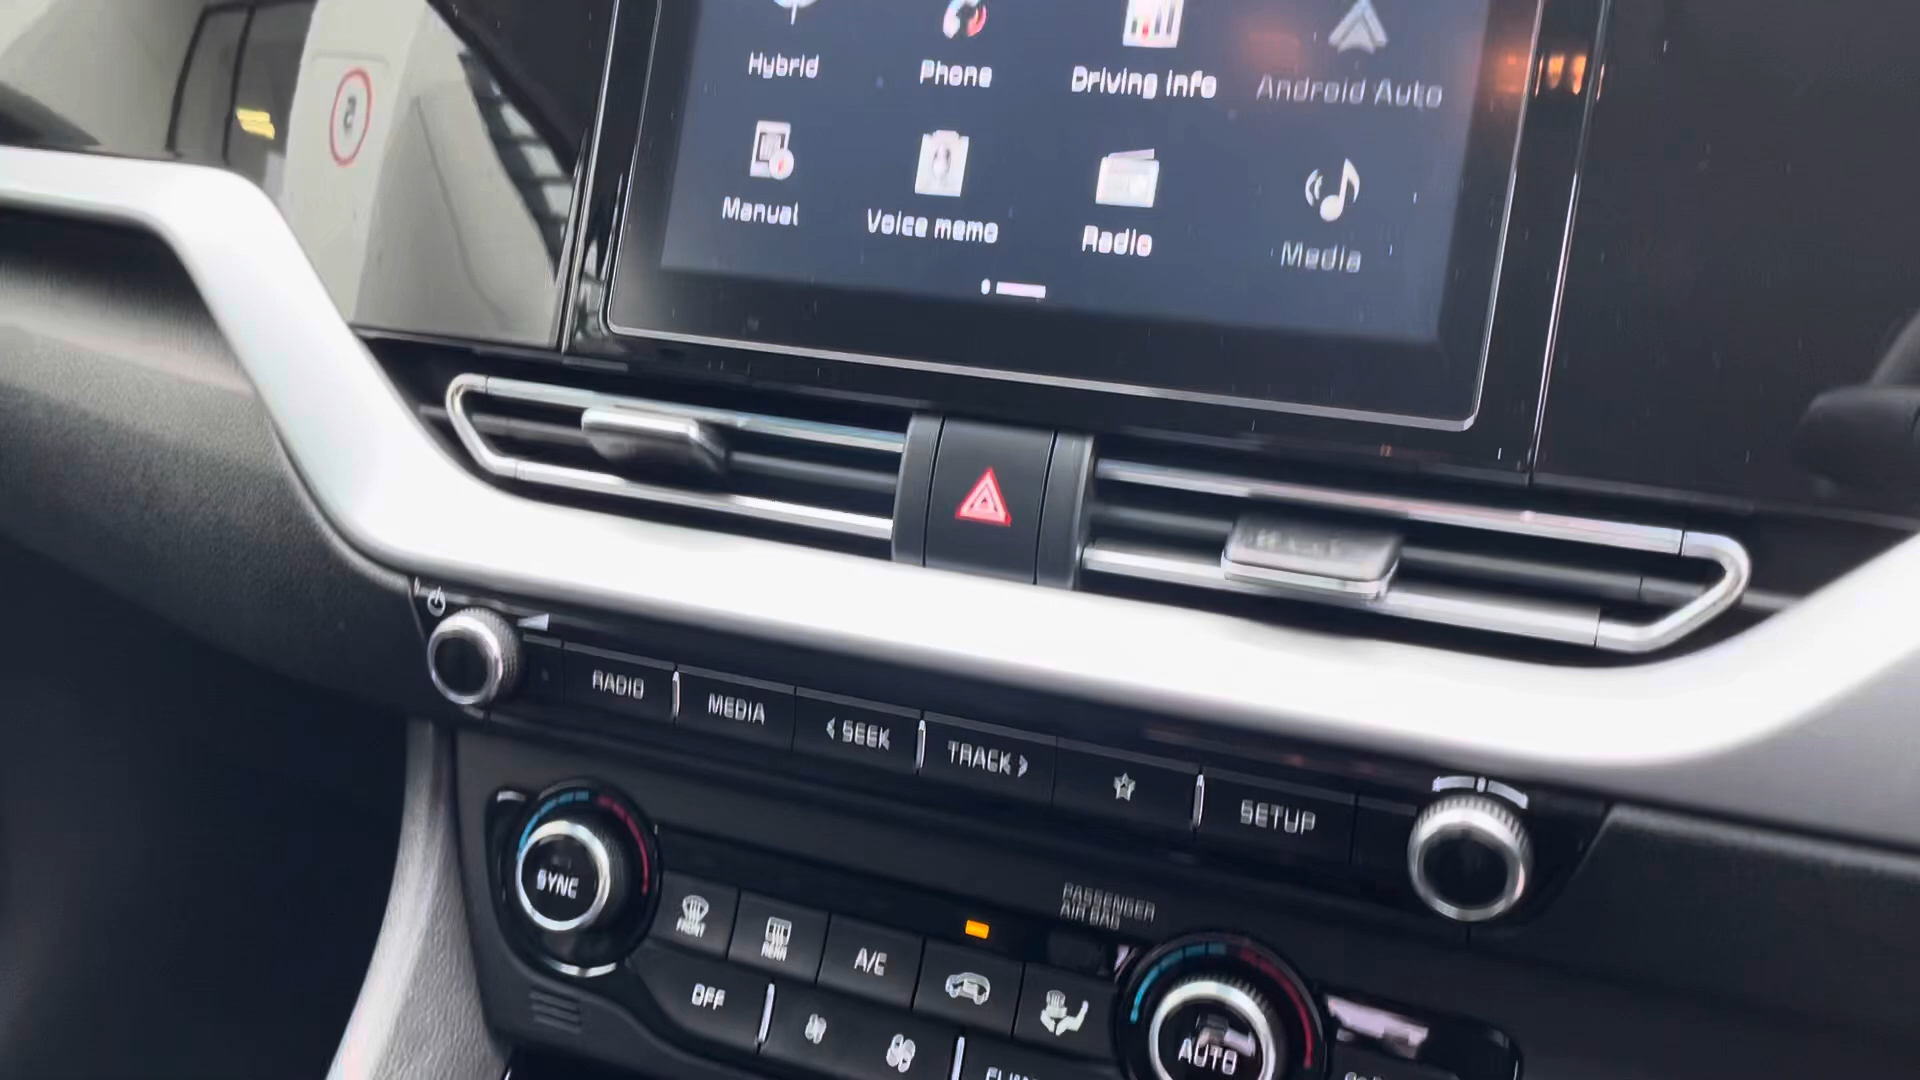 Hybrid
Phone
Driving info
Android Auto
Manual
Voice memo
Radio
Media
5
RADIO
MEDIA
SEEK
TRACK
SETUP
SYNC
FRONT
REAR
A/C
PASSENGER
AIR BAG
OFF
AUTO